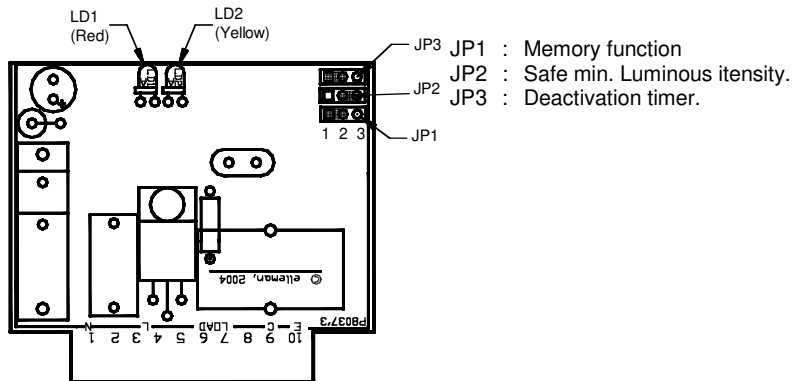 LD1
(Red)
LD2
(Yellow)
JP3
JP2
JP1
JP1 : Memory function
JP2 : Safe min. Luminous itensity.
JP3 : Deactivation timer.
1 2 3
© elleman, 2004
P8037'3
N L LOAD C E
1 2 3 4 5 6 7 8 9 10